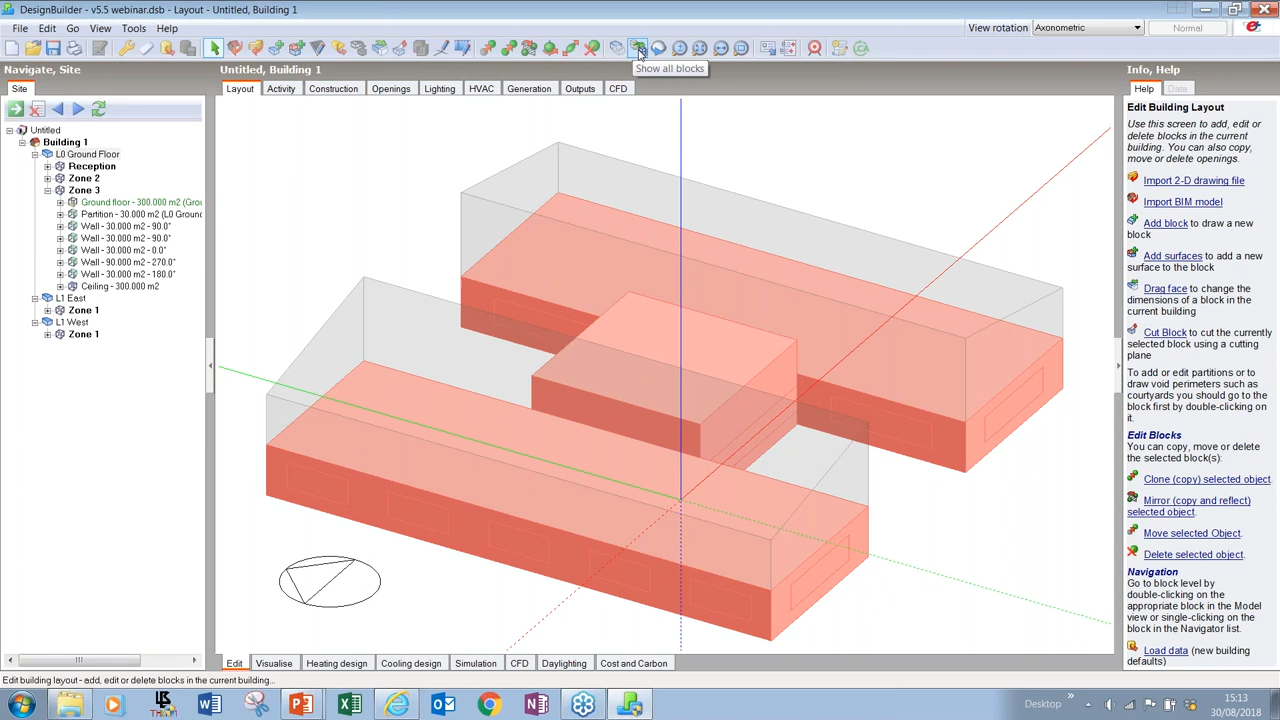 DesignBuilder - v5.5 webinar.dsb - Layout - Untitled, Building 1
File Edit Go View Tools Help
View rotation Axonometric Normal
Show all blocks
Navigate, Site
Site
Untitled
Building 1
L0 Ground Floor
Reception
Zone 2
Zone 3
Ground floor - 300.000 m2 (Grou
Partition - 30.000 m2 (L0 Ground
Wall - 30.000 m2 - 90.0°
Wall - 30.000 m2 - 90.0°
Wall - 30.000 m2 - 0.0°
Wall - 90.000 m2 - 270.0°
Wall - 30.000 m2 - 180.0°
Ceiling - 300.000 m2
L1 East
Zone 1
L1 West
Zone 1
Untitled, Building 1
Layout Activity Construction Openings Lighting HVAC Generation Outputs CFD
Edit Visualise Heating design Cooling design Simulation CFD Daylighting Cost and Carbon
Info, Help
Help Data
Edit Building Layout
Use this screen to add, edit or
delete blocks in the current
building. You can also copy,
move or delete openings.
Import 2-D drawing file
Import BIM model
Add block to draw a new
block
Add surfaces to add a new
surface to the block
Drag face to change the
dimensions of a block in the
current building
Cut Block to cut the currently
selected block using a cutting
plane
To add or edit partitions or to
draw void perimeters such as
courtyards you should go to the
block first by double-clicking on
it.
Edit Blocks
You can copy, move or delete
the selected block(s):
Clone (copy) selected object.
Mirror (copy and reflect)
selected object.
Move selected Object.
Delete selected object.
Navigation
Go to block level by
double-clicking on the
appropriate block in the Model
view or single-clicking on the
block in the Navigator list.
Load data (new building
defaults)
Edit building layout - add, edit or delete blocks in the current building...
Desktop
15:13
30/08/2018